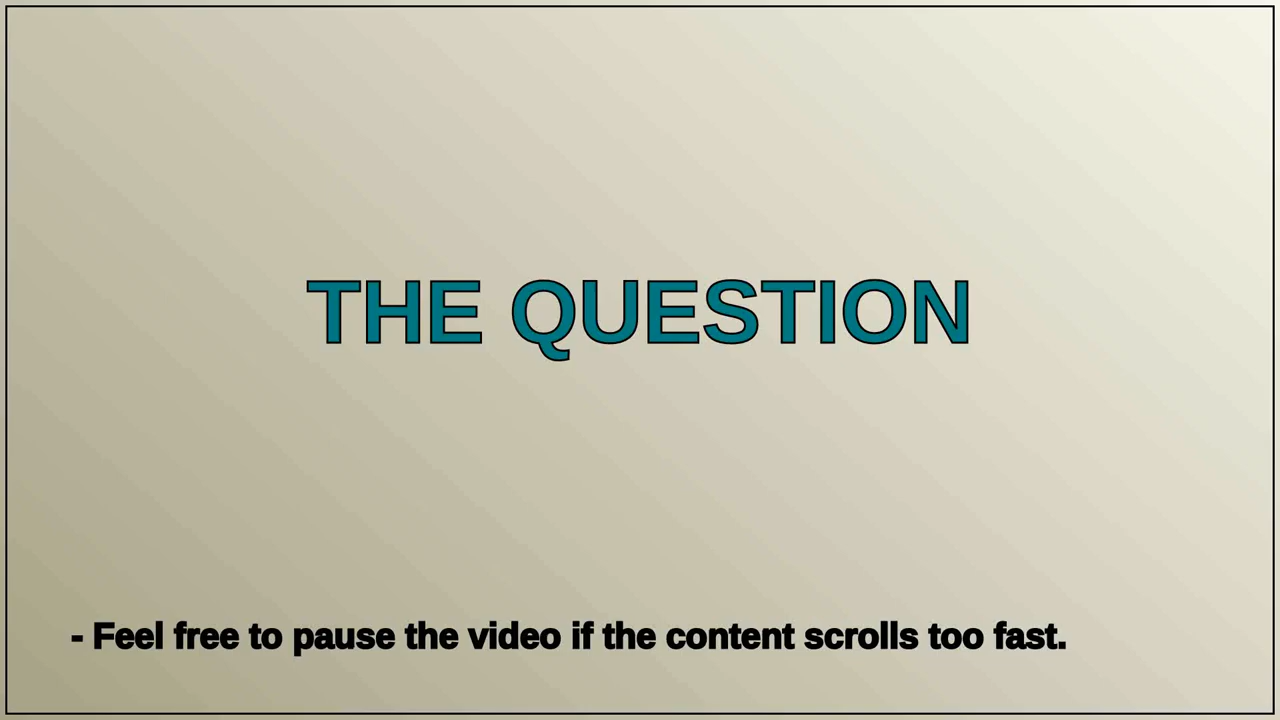 THE QUESTION
- Feel free to pause the video if the content scrolls too fast.